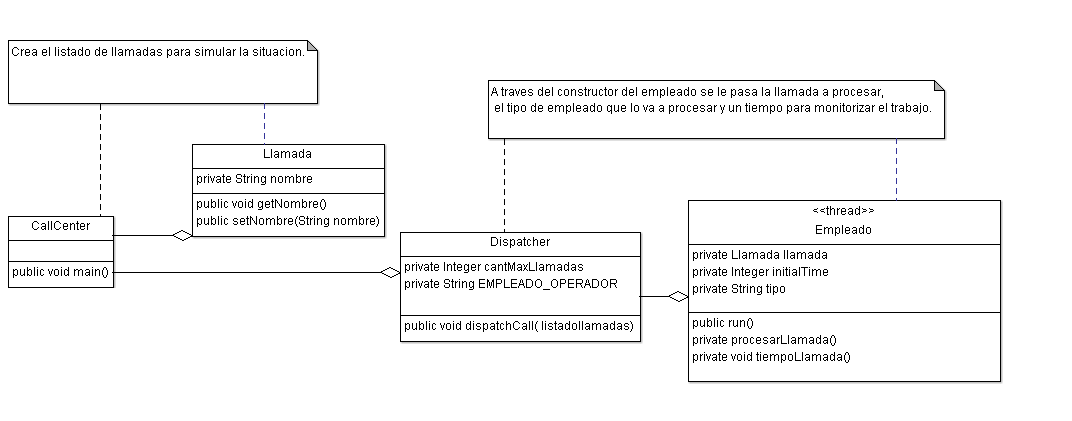 Crea el listado de llamadas para simular la situacion.
A traves del constructor del empleado se le pasa la llamada a procesar,
el tipo de empleado que lo va a procesar y un tiempo para monitorizar el trabajo.
Llamada
private String nombre
public void getNombre()
public setNombre(String nombre)
CallCenter
public void main()
Dispatcher
private Integer cantMaxLlamadas
private String EMPLEADO_OPERADOR
public void dispatchCall( listadollamadas)
<<thread>>
Empleado
private Llamada llamada
private Integer initialTime
private String tipo
public run()
private procesarLlamada()
private void tiempoLlamada()